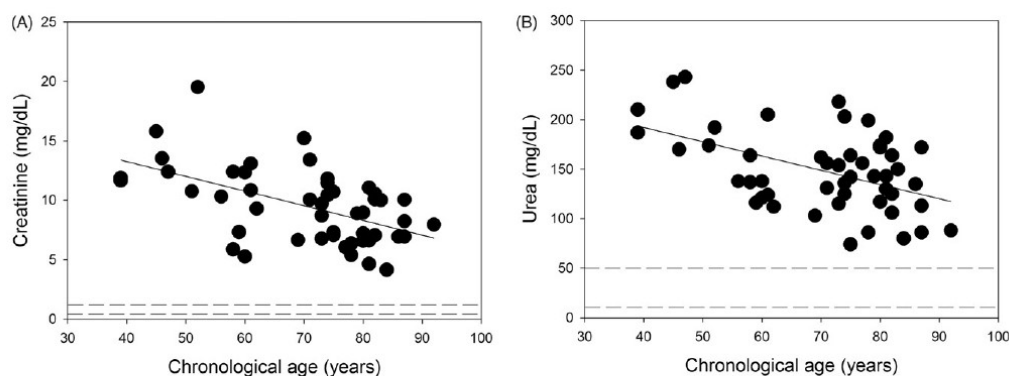 (A)
25
20
15
10
5
0
Creatinine (mg/dL)
30 40 50 60 70 80 90 100
Chronological age (years)
(B)
300
250
200
150
100
50
0
Urea (mg/dL)
30 40 50 60 70 80 90 100
Chronological age (years)